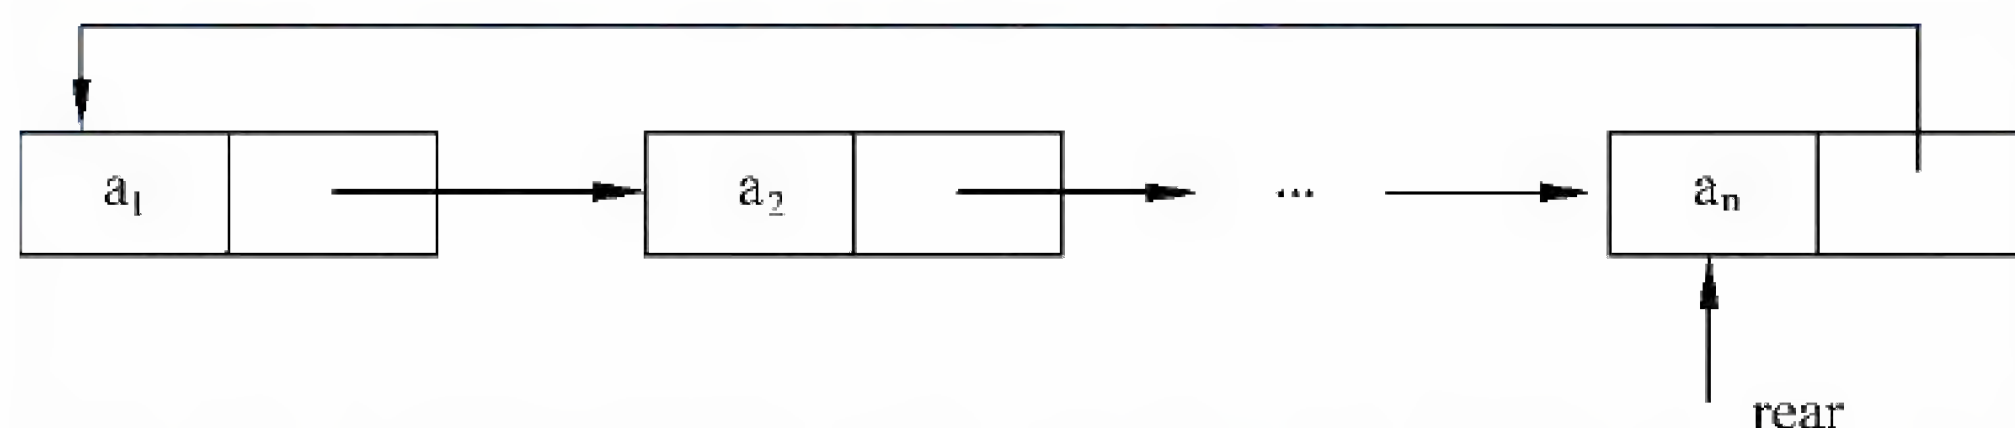 a₁ a₂ ... aₙ
rear